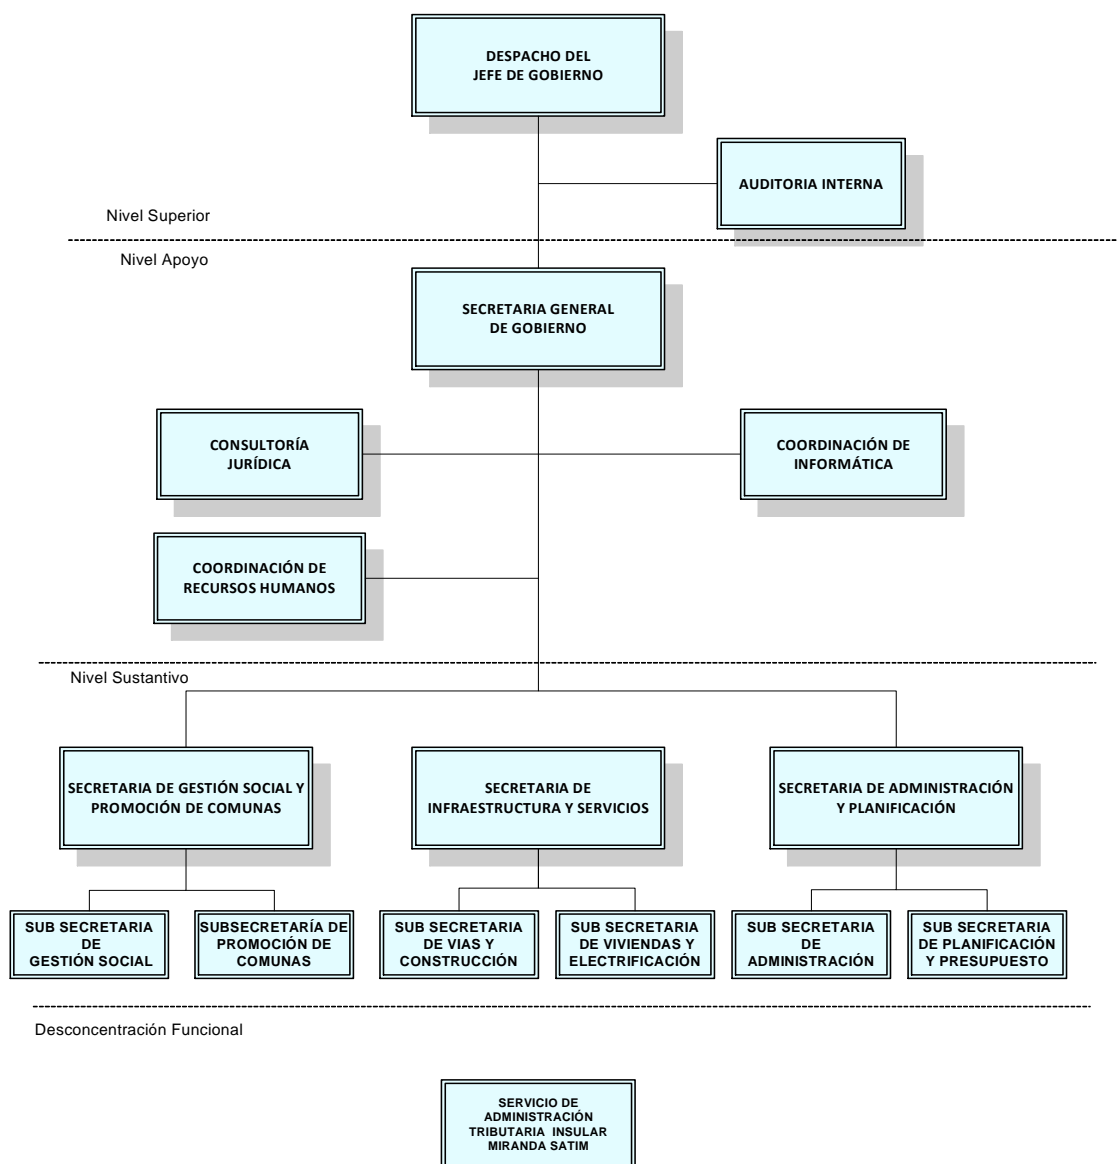 DESPACHO DEL
JEFE DE GOBIERNO
AUDITORIA INTERNA
Nivel Superior
Nivel Apoyo
SECRETARIA GENERAL
DE GOBIERNO
CONSULTORÍA
JURÍDICA
COORDINACIÓN DE
INFORMÁTICA
COORDINACIÓN DE
RECURSOS HUMANOS
Nivel Sustantivo
SECRETARIA DE GESTIÓN SOCIAL Y
PROMOCIÓN DE COMUNAS
SECRETARIA DE
INFRAESTRUCTURA Y SERVICIOS
SECRETARIA DE ADMINISTRACIÓN
Y PLANIFICACIÓN
SUB SECRETARIA
DE
GESTIÓN SOCIAL
SUBSECRETARÍA DE
PROMOCIÓN DE
COMUNAS
SUB SECRETARIA
DE VIAS Y
CONSTRUCCIÓN
SUB SECRETARIA
DE VIVIENDAS Y
ELECTRIFICACIÓN
SUB SECRETARIA
DE
ADMINISTRACIÓN
SUB SECRETARIA
DE PLANIFICACIÓN
Y PRESUPUESTO
Desconcentración Funcional
SERVICIO DE
ADMINISTRACIÓN
TRIBUTARIA INSULAR
MIRANDA SATIM